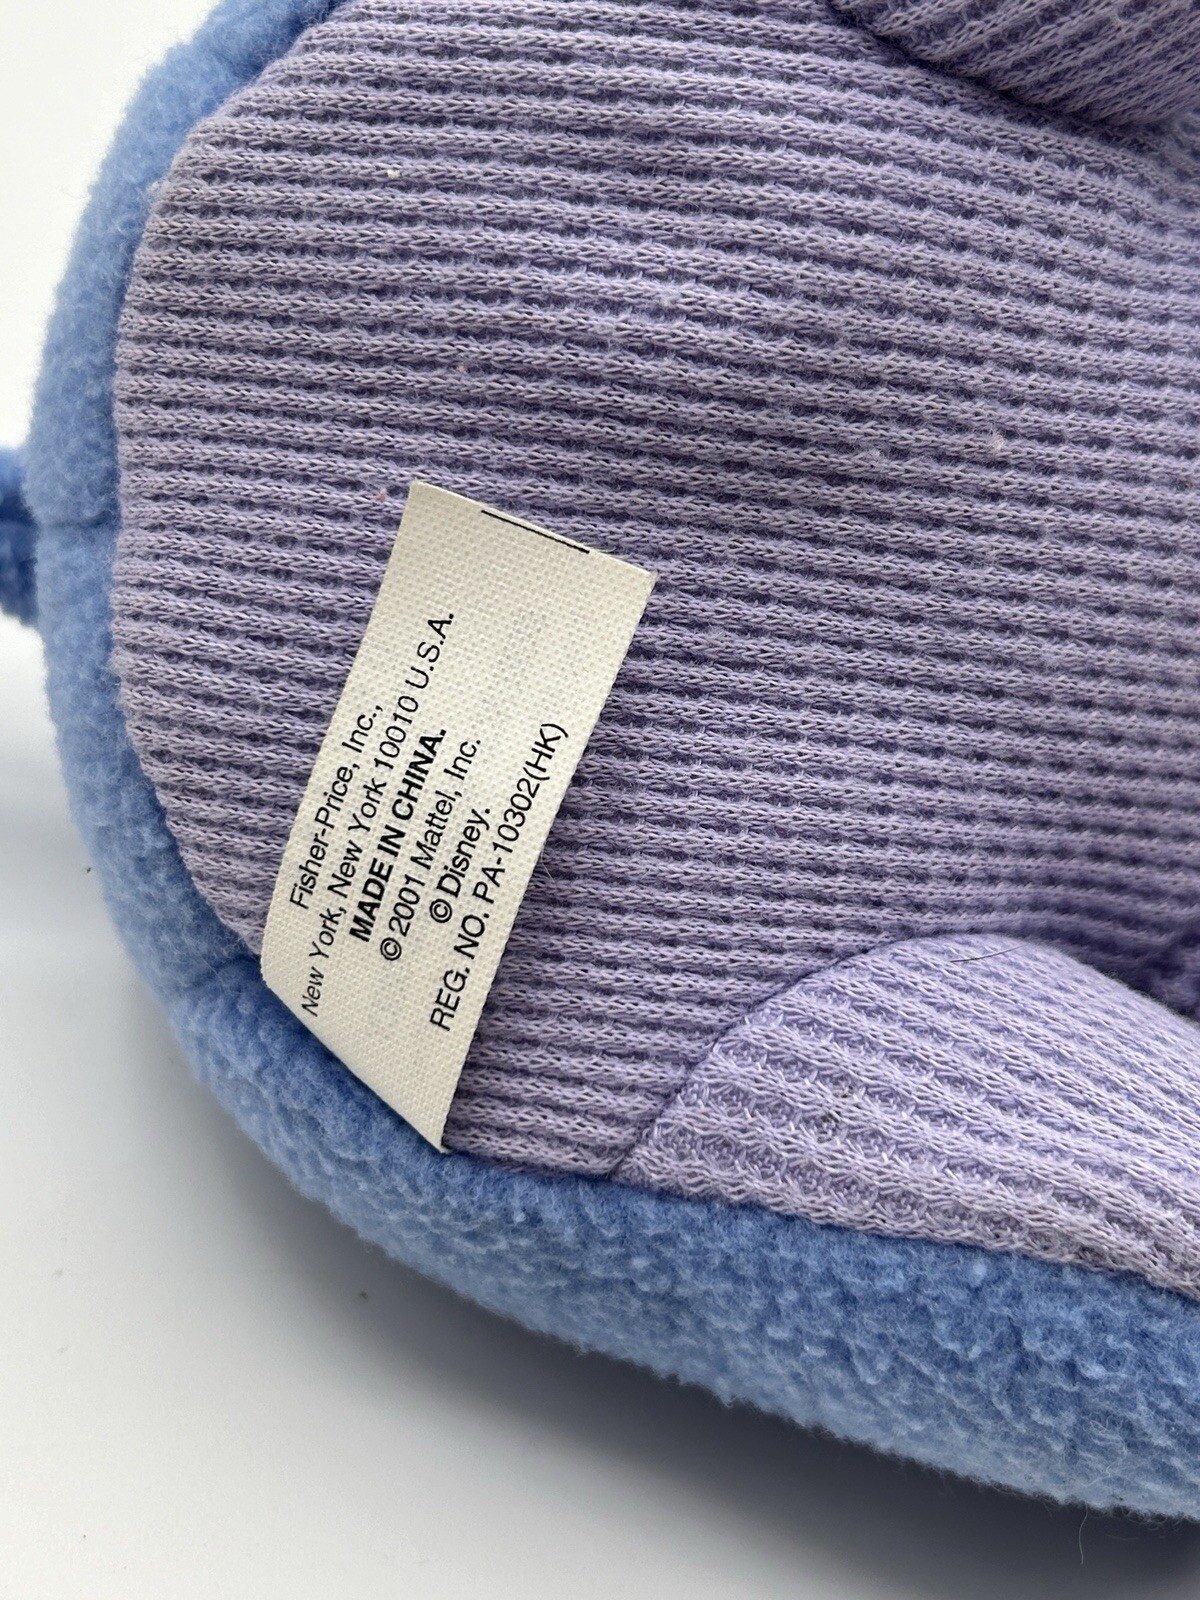 Fisher-Price, Inc.,
New York, New York 10010 U.S.A.
MADE IN CHINA.
©2001 Mattel, Inc.
©Disney.
REG. NO. PA-10302(HK)